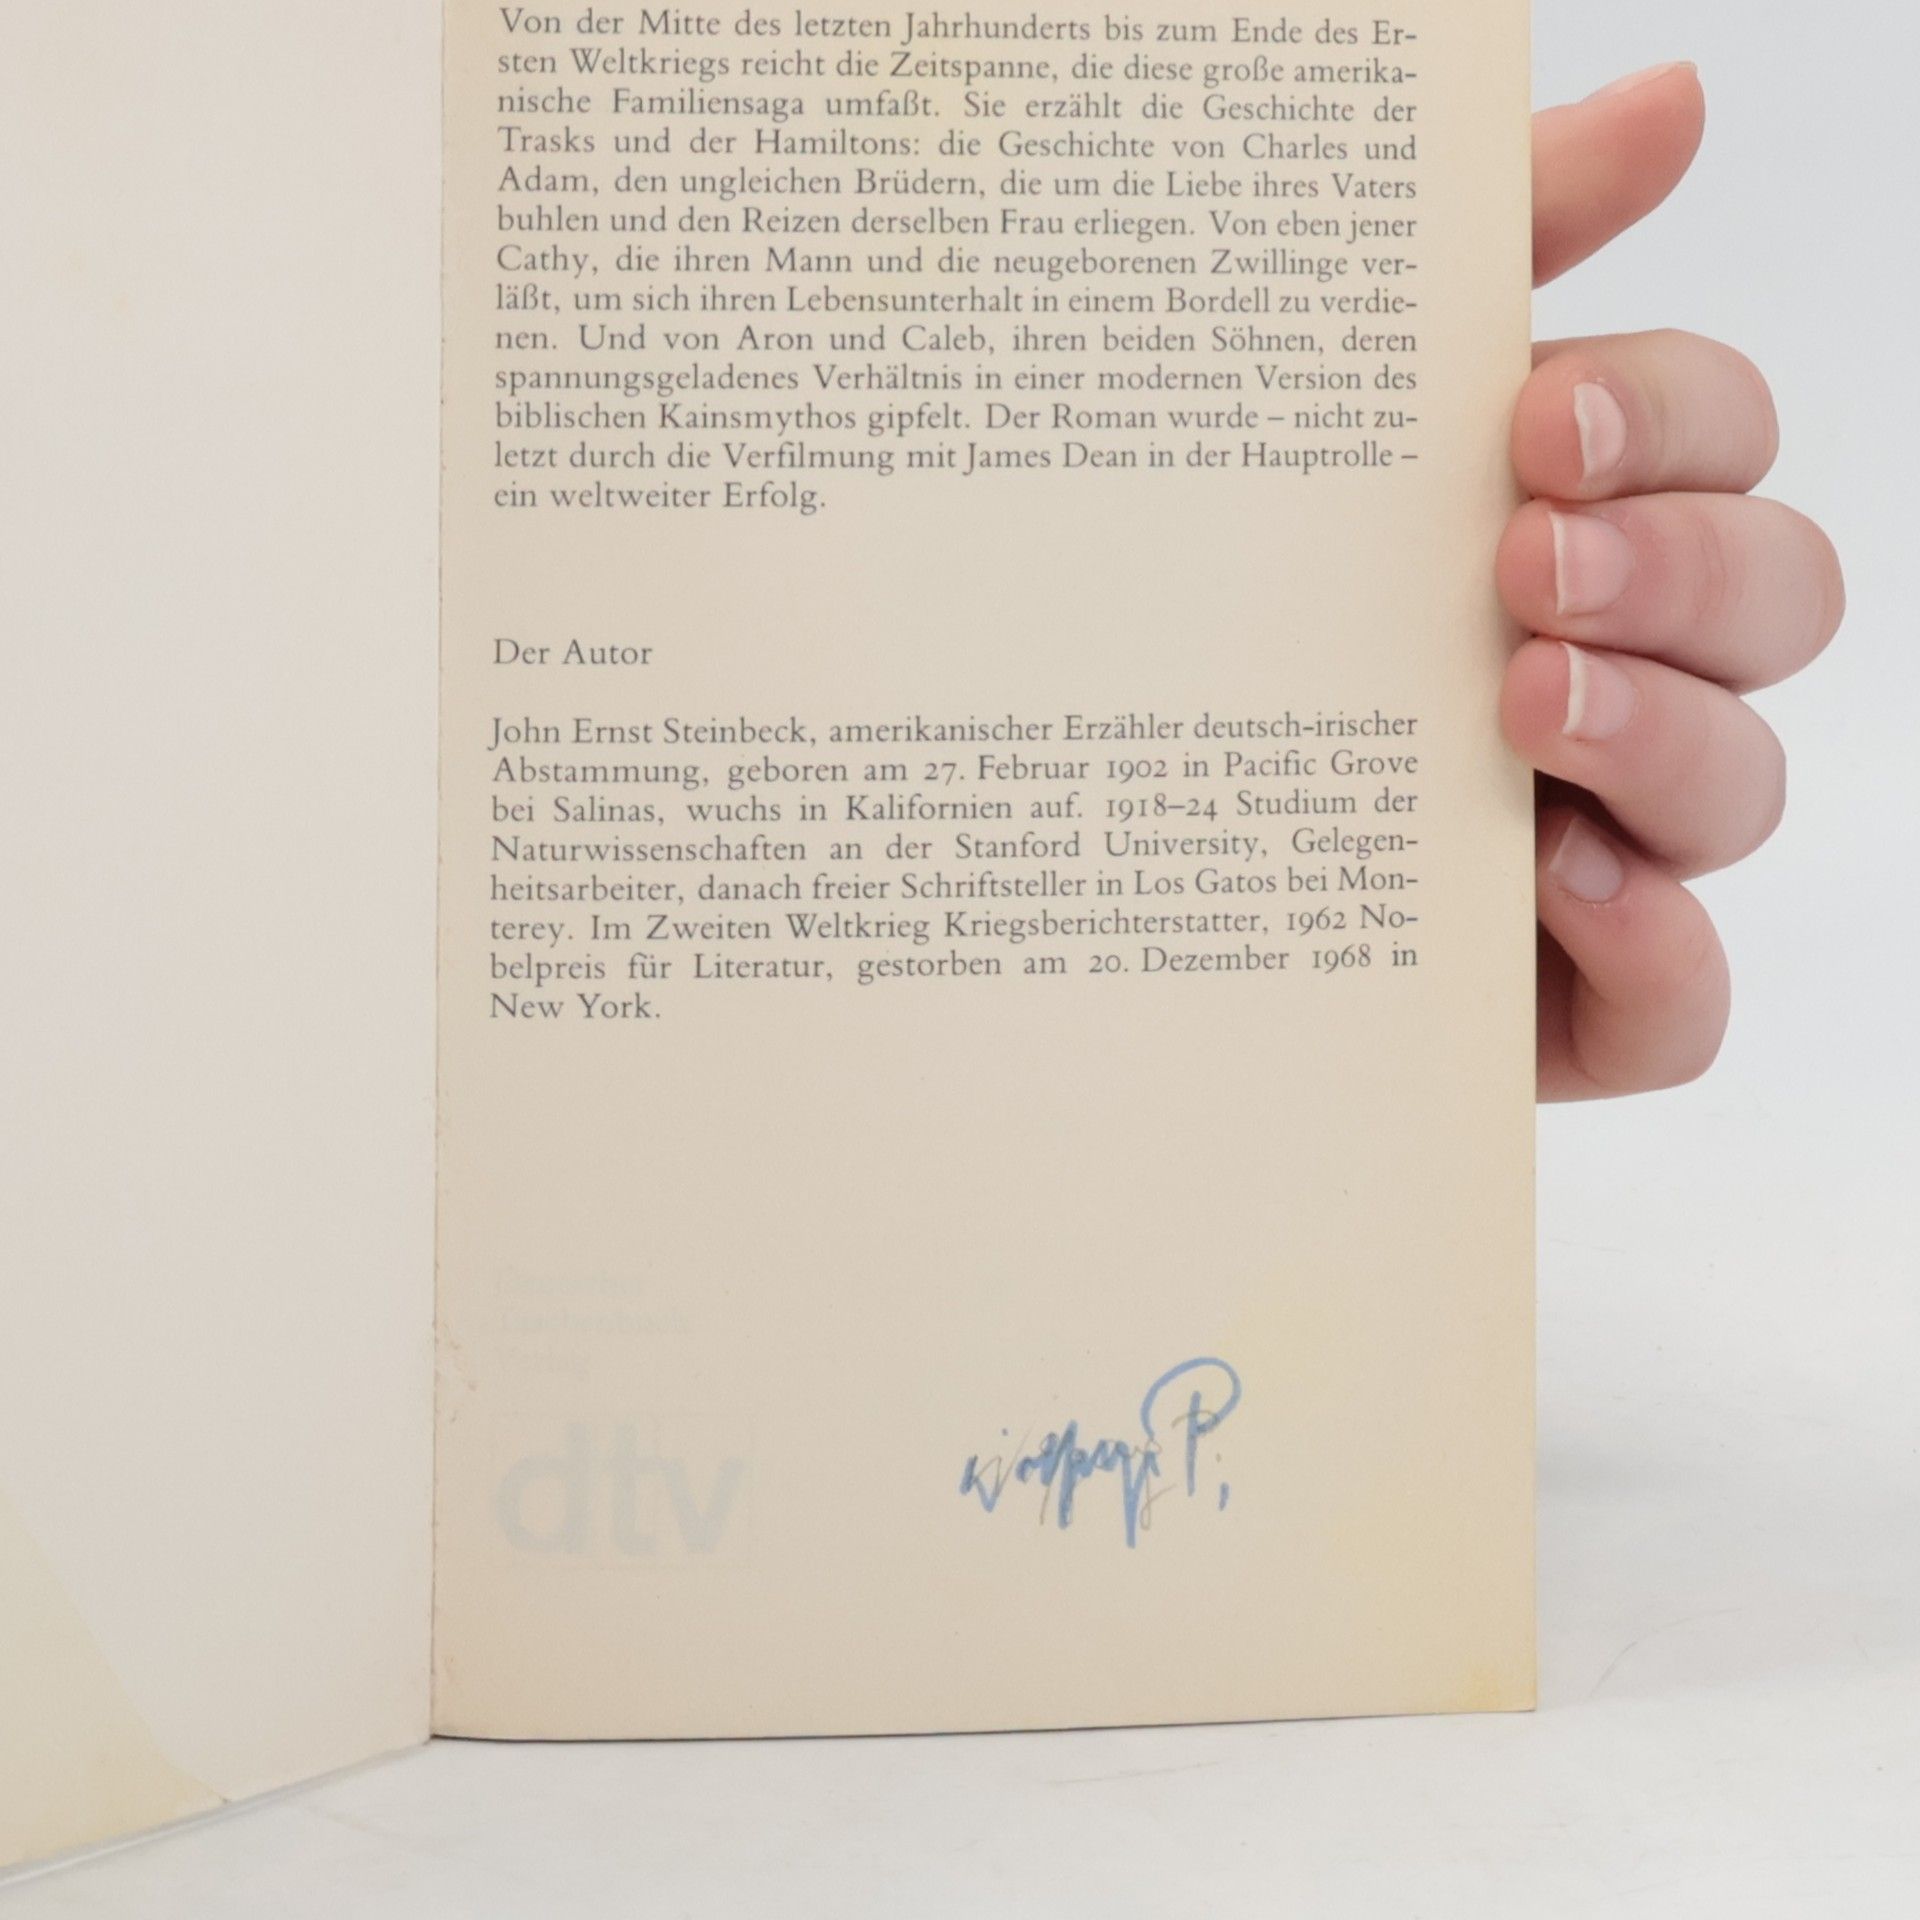 Von der Mitte des letzten Jahrhunderts bis zum Ende des Er-
sten Weltkriegs reicht die Zeitspanne, die diese große amerika-
nische Familiensaga umfaßt. Sie erzählt die Geschichte der
Trasks und der Hamiltons: die Geschichte von Charles und
Adam, den ungleichen Brüdern, die um die Liebe ihres Vaters
buhlen und den Reizen derselben Frau erliegen. Von eben jener
Cathy, die ihren Mann und die neugeborenen Zwillinge ver-
läßt, um sich ihren Lebensunterhalt in einem Bordell zu verdie-
nen. Und von Aron und Caleb, ihren beiden Söhnen, deren
spannungsgeladenes Verhältnis in einer modernen Version des
biblischen Kainsmythos gipfelt. Der Roman wurde – nicht zu-
letzt durch die Verfilmung mit James Dean in der Hauptrolle –
ein weltweiter Erfolg.
Der Autor
John Ernst Steinbeck, amerikanischer Erzähler deutsch-irischer
Abstammung, geboren am 27. Februar 1902 in Pacific Grove
bei Salinas, wuchs in Kalifornien auf. 1918–24 Studium der
Naturwissenschaften an der Stanford University, Gelegen-
heitsarbeiter, danach freier Schriftsteller in Los Gatos bei Mon-
terey. Im Zweiten Weltkrieg Kriegsberichterstatter, 1962 No-
belpreis für Literatur, gestorben am 20. Dezember 1968 in
New York.
dtv
P.